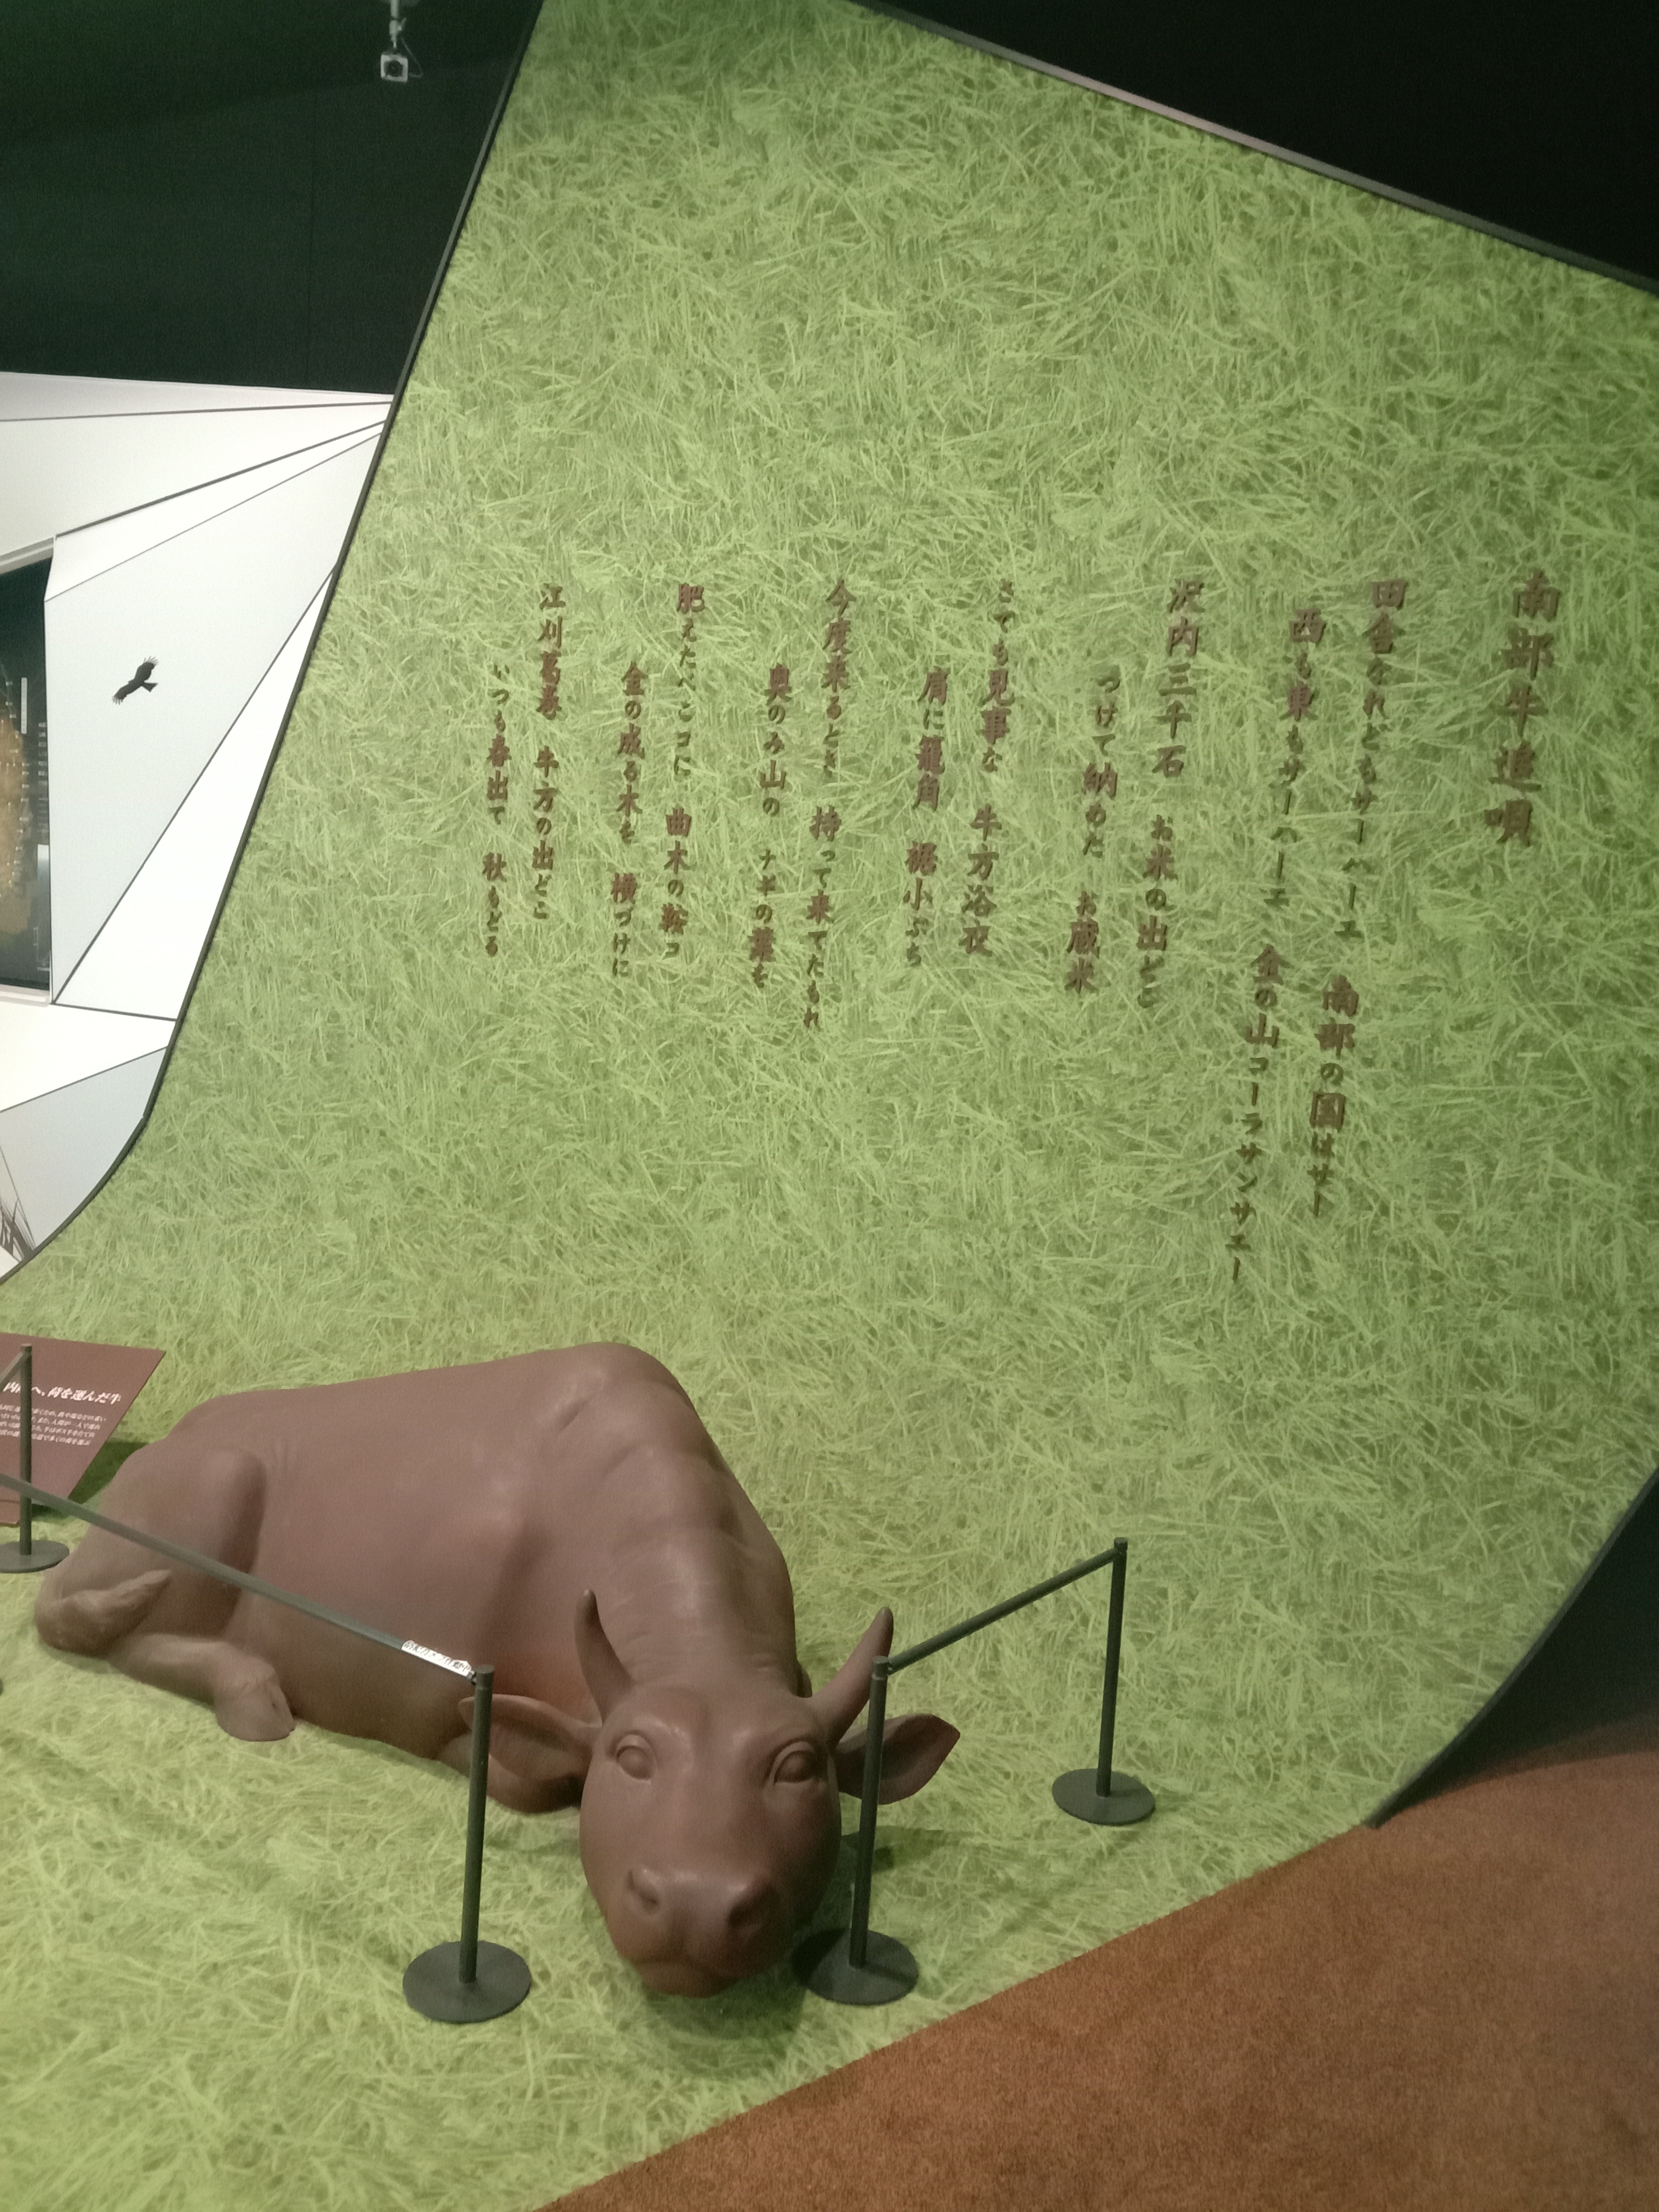 南部牛追唄
田舎なれどもサーハーエ 南部の国はサー
西も東もサーハーエ 金の山コーラサンサエー
沢内三千石 お米の出どこ
つけて納めた お蔵米
さても見事な 牛方浴衣
肩に籠角 裾小ぶち
今度来るとき 持って来てたもれ
奥のみ山の ナギの葉を
肥えたべこコに 曲木の鞍コ
金の成る木を 横づけに
江刈葛巻 牛方の出どこ
いつも春出て 秋もどる
へ、荷を運んだ牛